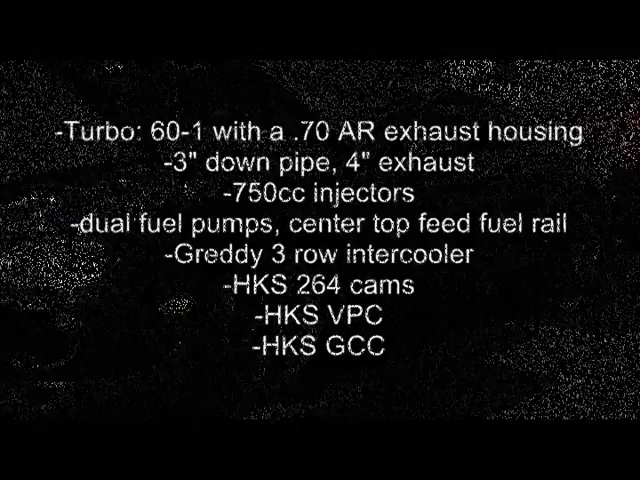 -Turbo: 60-1 with a .70 AR exhaust housing
-3" down pipe, 4" exhaust
-750cc injectors
-dual fuel pumps, center top feed fuel rail
-Greddy 3 row intercooler
-HKS 264 cams
-HKS VPC
-HKS GCC